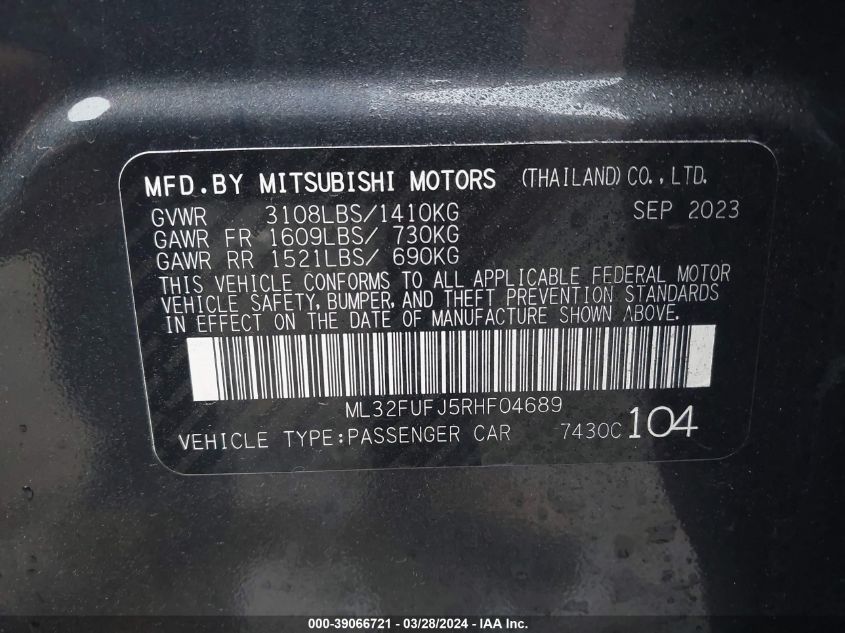 MFD.BY MITSUBISHI MOTORS (THAILAND) CO.,LTD.
GVWR 3108LBS/1410KG SEP 2023
GAWR FR 1609LBS/ 730KG
GAWR RR 1521LBS/ 690KG
THIS VEHICLE CONFORMS TO ALL APPLICABLE FEDERAL MOTOR
VEHICLE SAFETY, BUMPER, AND THEFT PREVENTION STANDARDS
IN EFFECT ON THE DATE OF MANUFACTURE SHOWN ABOVE.
ML32FUFJ5RHF04689
VEHICLE TYPE:PASSENGER CAR 7430C 104
000-39066721 — 03/28/2024 - IAA Inc.